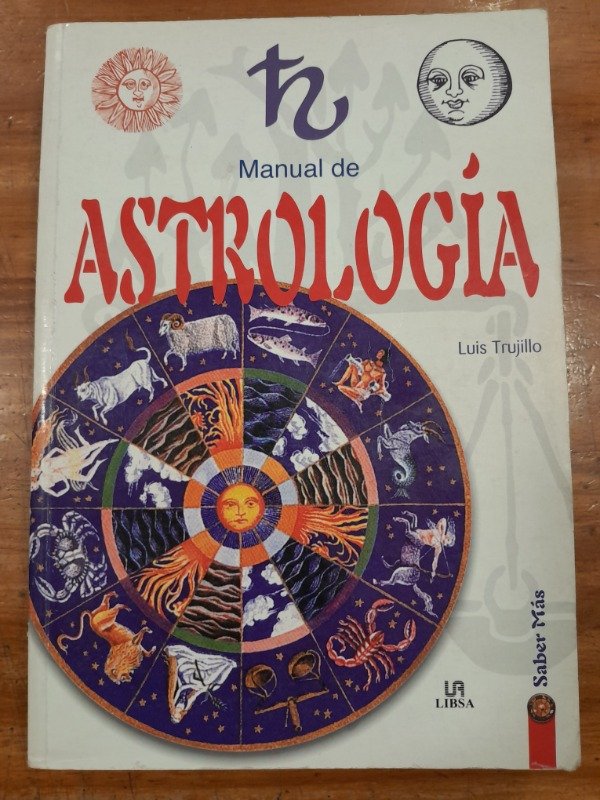 Manual de
ASTROLOGÍA
Luis Trujillo
LIBSA
Saber Más